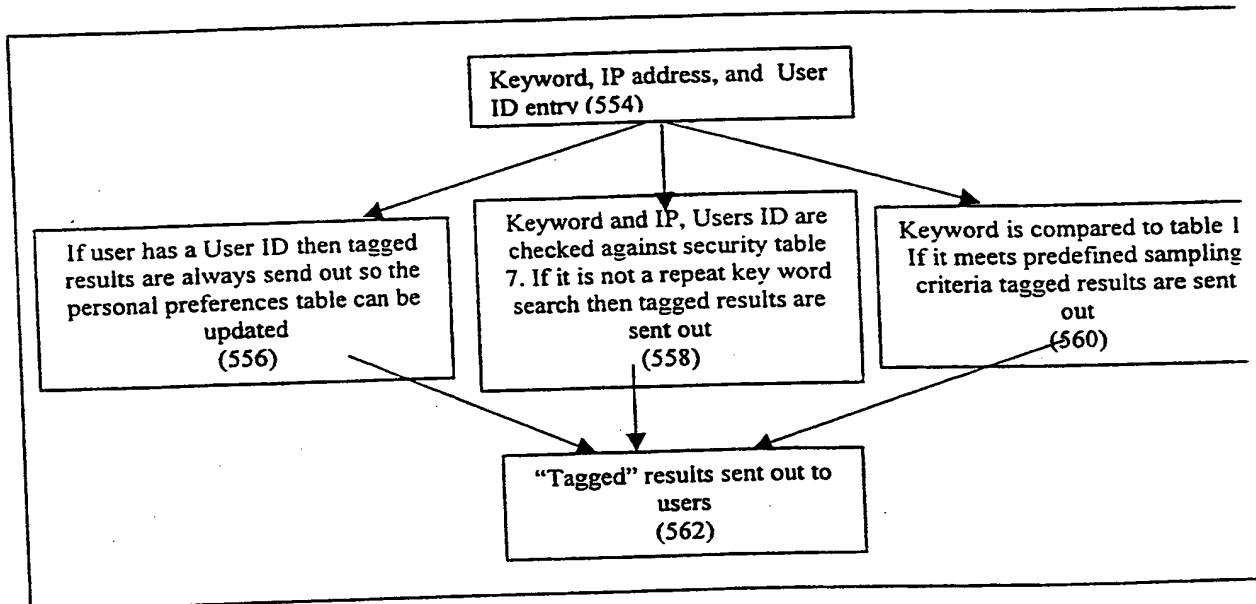 Keyword, IP address, and User
ID entry (554)
If user has a User ID then tagged
results are always send out so the
personal preferences table can be
updated
(556)
Keyword and IP, Users ID are
checked against security table
7. If it is not a repeat key word
search then tagged results are
sent out
(558)
Keyword is compared to table 1
If it meets predefined sampling
criteria tagged results are sent
out
(560)
“Tagged” results sent out to
users
(562)